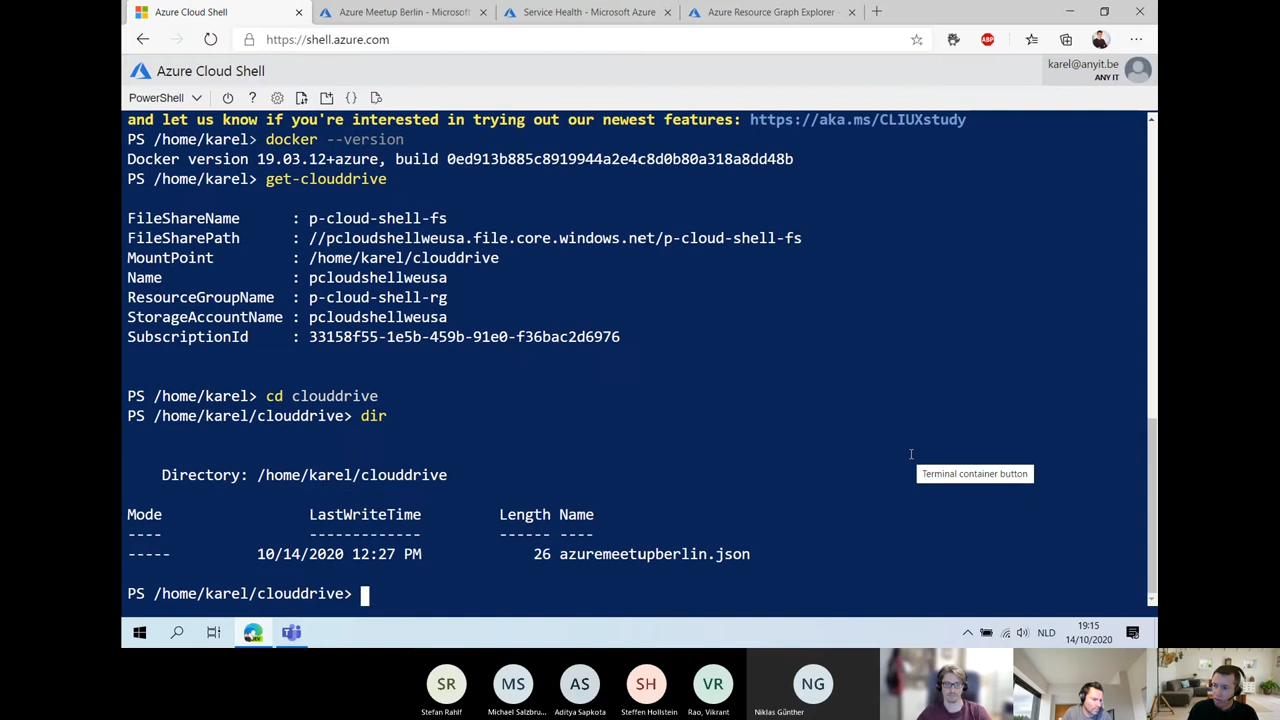 Azure Cloud Shell
Azure Meetup Berlin - Microsoft
Service Health - Microsoft Azure
Azure Resource Graph Explorer -
https://shell.azure.com
ABP
Azure Cloud Shell
karel@anyit.be
ANY IT
PowerShell
and let us know if you're interested in trying out our newest features: https://aka.ms/CLIUXstudy
PS /home/karel> docker --version
Docker version 19.03.12+azure, build 0ed913b885c8919944a2e4c8d0b80a318a8dd48b
PS /home/karel> get-clouddrive
FileShareName : p-cloud-shell-fs
FileSharePath : //pcloudshellweusa.file.core.windows.net/p-cloud-shell-fs
MountPoint : /home/karel/clouddrive
Name : pcloudshellweusa
ResourceGroupName : p-cloud-shell-rg
StorageAccountName : pcloudshellweusa
SubscriptionId : 33158f55-1e5b-459b-91e0-f36bac2d6976
PS /home/karel> cd clouddrive
PS /home/karel/clouddrive> dir
Directory: /home/karel/clouddrive
Terminal container button
Mode LastWriteTime Length Name
---- ------------- ------ ----
----- 10/14/2020 12:27 PM 26 azuremeetupberlin.json
PS /home/karel/clouddrive>
NLD
19:15
14/10/2020
SR
MS
AS
SH
VR
NG
Stefan Rahlf
Michael Salzbru...
Aditya Sapkota
Steffen Hollstein
Rao, Vikrant
Niklas Günther